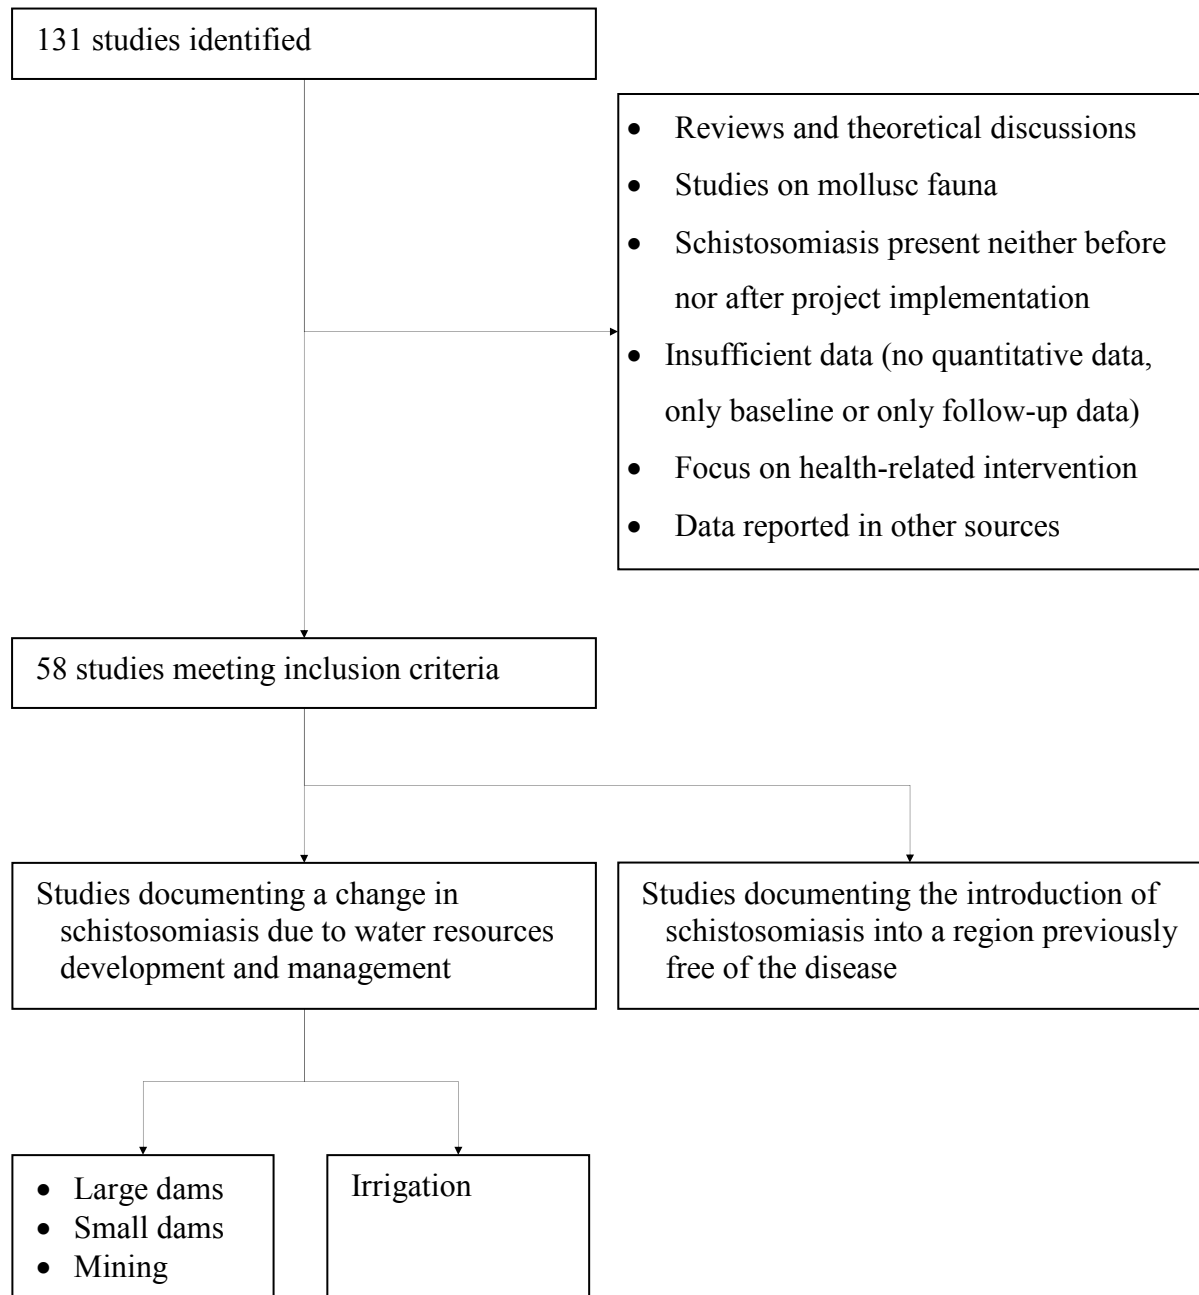 131 studies identified
• Reviews and theoretical discussions
• Studies on mollusc fauna
• Schistosomiasis present neither before
nor after project implementation
• Insufficient data (no quantitative data,
only baseline or only follow-up data)
• Focus on health-related intervention
• Data reported in other sources
58 studies meeting inclusion criteria
Studies documenting a change in
schistosomiasis due to water resources
development and management
Studies documenting the introduction of
schistosomiasis into a region previously
free of the disease
• Large dams
• Small dams
• Mining
Irrigation